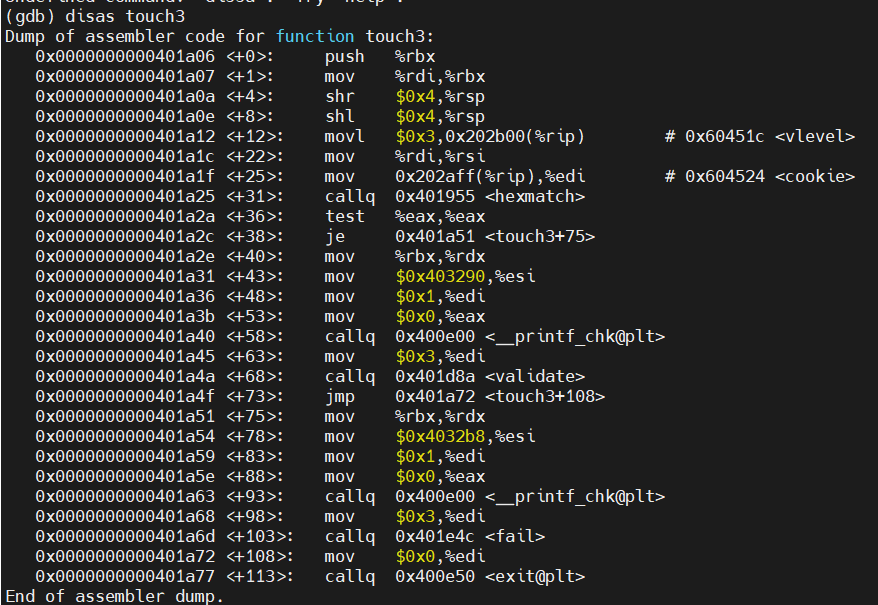 (gdb) disas touch3
Dump of assembler code for function touch3:
0x0000000000401a06 <+0>: push %rbx
0x0000000000401a07 <+1>: mov %rdi,%rbx
0x0000000000401a0a <+4>: shr $0x4,%rsp
0x0000000000401a0e <+8>: shl $0x4,%rsp
0x0000000000401a12 <+12>: movl $0x3,0x202b00(%rip) # 0x60451c <vlevel>
0x0000000000401a1c <+22>: mov %rdi,%rsi
0x0000000000401a1f <+25>: mov 0x202aff(%rip),%edi # 0x604524 <cookie>
0x0000000000401a25 <+31>: callq 0x401955 <hexmatch>
0x0000000000401a2a <+36>: test %eax,%eax
0x0000000000401a2c <+38>: je 0x401a51 <touch3+75>
0x0000000000401a2e <+40>: mov %rbx,%rdx
0x0000000000401a31 <+43>: mov $0x403290,%esi
0x0000000000401a36 <+48>: mov $0x1,%edi
0x0000000000401a3b <+53>: mov $0x0,%eax
0x0000000000401a40 <+58>: callq 0x400e00 <__printf_chk@plt>
0x0000000000401a45 <+63>: mov $0x3,%edi
0x0000000000401a4a <+68>: callq 0x401d8a <validate>
0x0000000000401a4f <+73>: jmp 0x401a72 <touch3+108>
0x0000000000401a51 <+75>: mov %rbx,%rdx
0x0000000000401a54 <+78>: mov $0x4032b8,%esi
0x0000000000401a59 <+83>: mov $0x1,%edi
0x0000000000401a5e <+88>: mov $0x0,%eax
0x0000000000401a63 <+93>: callq 0x400e00 <__printf_chk@plt>
0x0000000000401a68 <+98>: mov $0x3,%edi
0x0000000000401a6d <+103>: callq 0x401e4c <fail>
0x0000000000401a72 <+108>: mov $0x0,%edi
0x0000000000401a77 <+113>: callq 0x400e50 <exit@plt>
End of assembler dump.